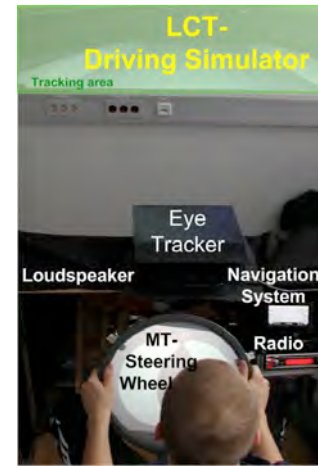 LCT-
Driving Simulator
Tracking area
Eye
Tracker
Loudspeaker
Navigation
System
MT-
Steering
Wheel
Radio